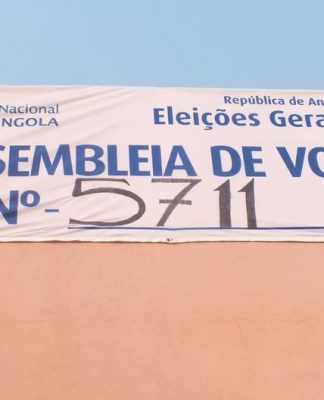 Nacional
NGOLA
República de An
Eleições Gera
SEMBLEIA DE VO
Nº- 5711